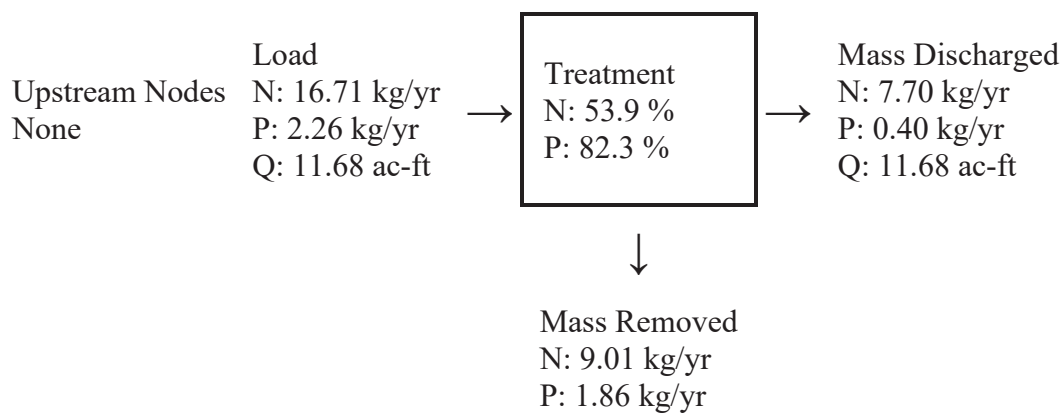 Upstream Nodes
None
Load
N: 16.71 kg/yr
P: 2.26 kg/yr
Q: 11.68 ac-ft
→
Treatment
N: 53.9 %
P: 82.3 %
→
Mass Discharged
N: 7.70 kg/yr
P: 0.40 kg/yr
Q: 11.68 ac-ft
↓
Mass Removed
N: 9.01 kg/yr
P: 1.86 kg/yr